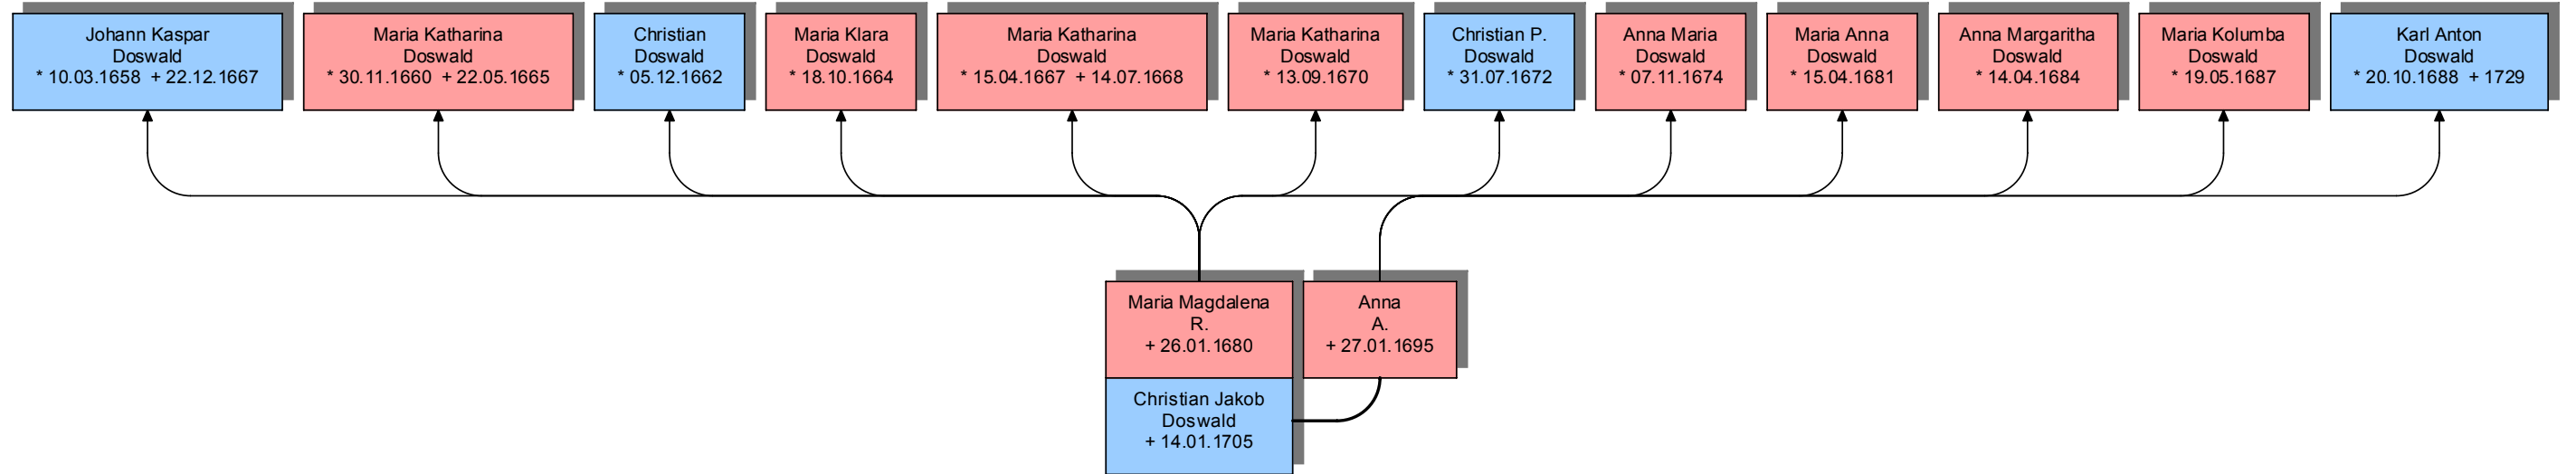 Johann Kaspar
Doswald
* 10.03.1658 + 22.12.1667
Maria Katharina
Doswald
* 30.11.1660 + 22.05.1665
Christian
Doswald
* 05.12.1662
Maria Klara
Doswald
* 18.10.1664
Maria Katharina
Doswald
* 15.04.1667 + 14.07.1668
Maria Katharina
Doswald
* 13.09.1670
Christian P.
Doswald
* 31.07.1672
Anna Maria
Doswald
* 07.11.1674
Maria Anna
Doswald
* 15.04.1681
Anna Margaritha
Doswald
* 14.04.1684
Maria Kolumba
Doswald
* 19.05.1687
Karl Anton
Doswald
* 20.10.1688 + 1729
Maria Magdalena
R.
+ 26.01.1680
Anna
A.
+ 27.01.1695
Christian Jakob
Doswald
+ 14.01.1705